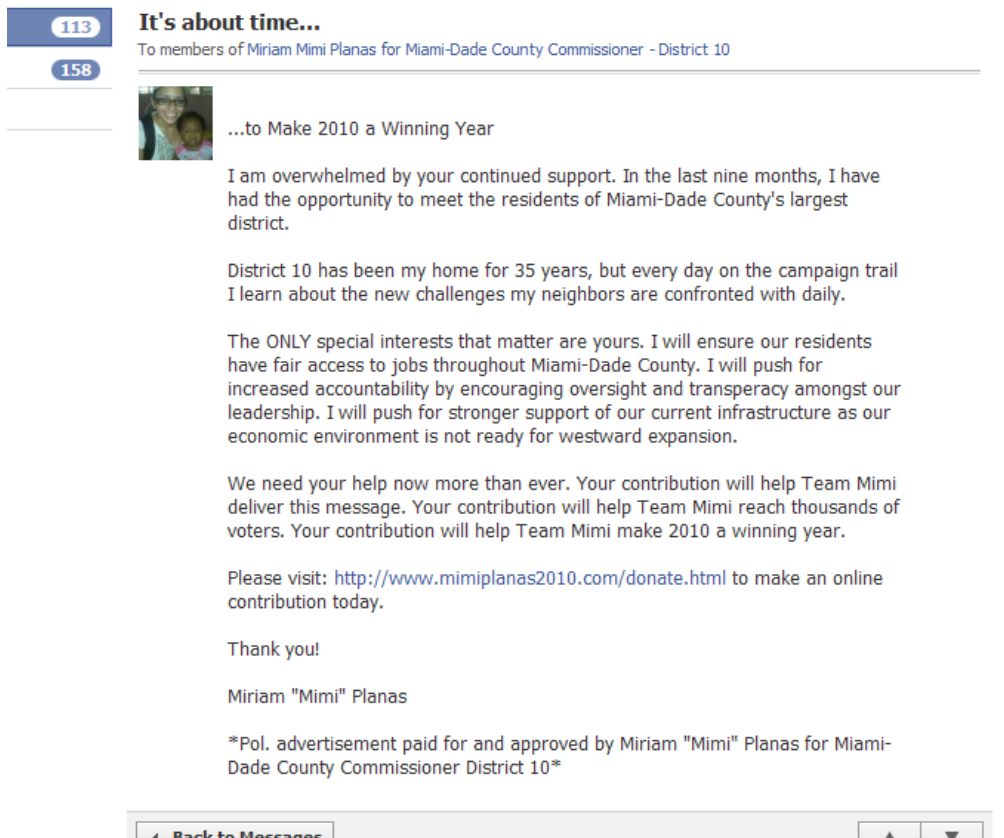 113
158
It's about time...
To members of Miriam Mimi Planas for Miami-Dade County Commissioner - District 10
...to Make 2010 a Winning Year
I am overwhelmed by your continued support. In the last nine months, I have
had the opportunity to meet the residents of Miami-Dade County's largest
district.
District 10 has been my home for 35 years, but every day on the campaign trail
I learn about the new challenges my neighbors are confronted with daily.
The ONLY special interests that matter are yours. I will ensure our residents
have fair access to jobs throughout Miami-Dade County. I will push for
increased accountability by encouraging oversight and transperacy amongst our
leadership. I will push for stronger support of our current infrastructure as our
economic environment is not ready for westward expansion.
We need your help now more than ever. Your contribution will help Team Mimi
deliver this message. Your contribution will help Team Mimi reach thousands of
voters. Your contribution will help Team Mimi make 2010 a winning year.
Please visit: http://www.mimiplanas2010.com/donate.html to make an online
contribution today.
Thank you!
Miriam "Mimi" Planas
*Pol. advertisement paid for and approved by Miriam "Mimi" Planas for Miami-
Dade County Commissioner District 10*
Back to Messages